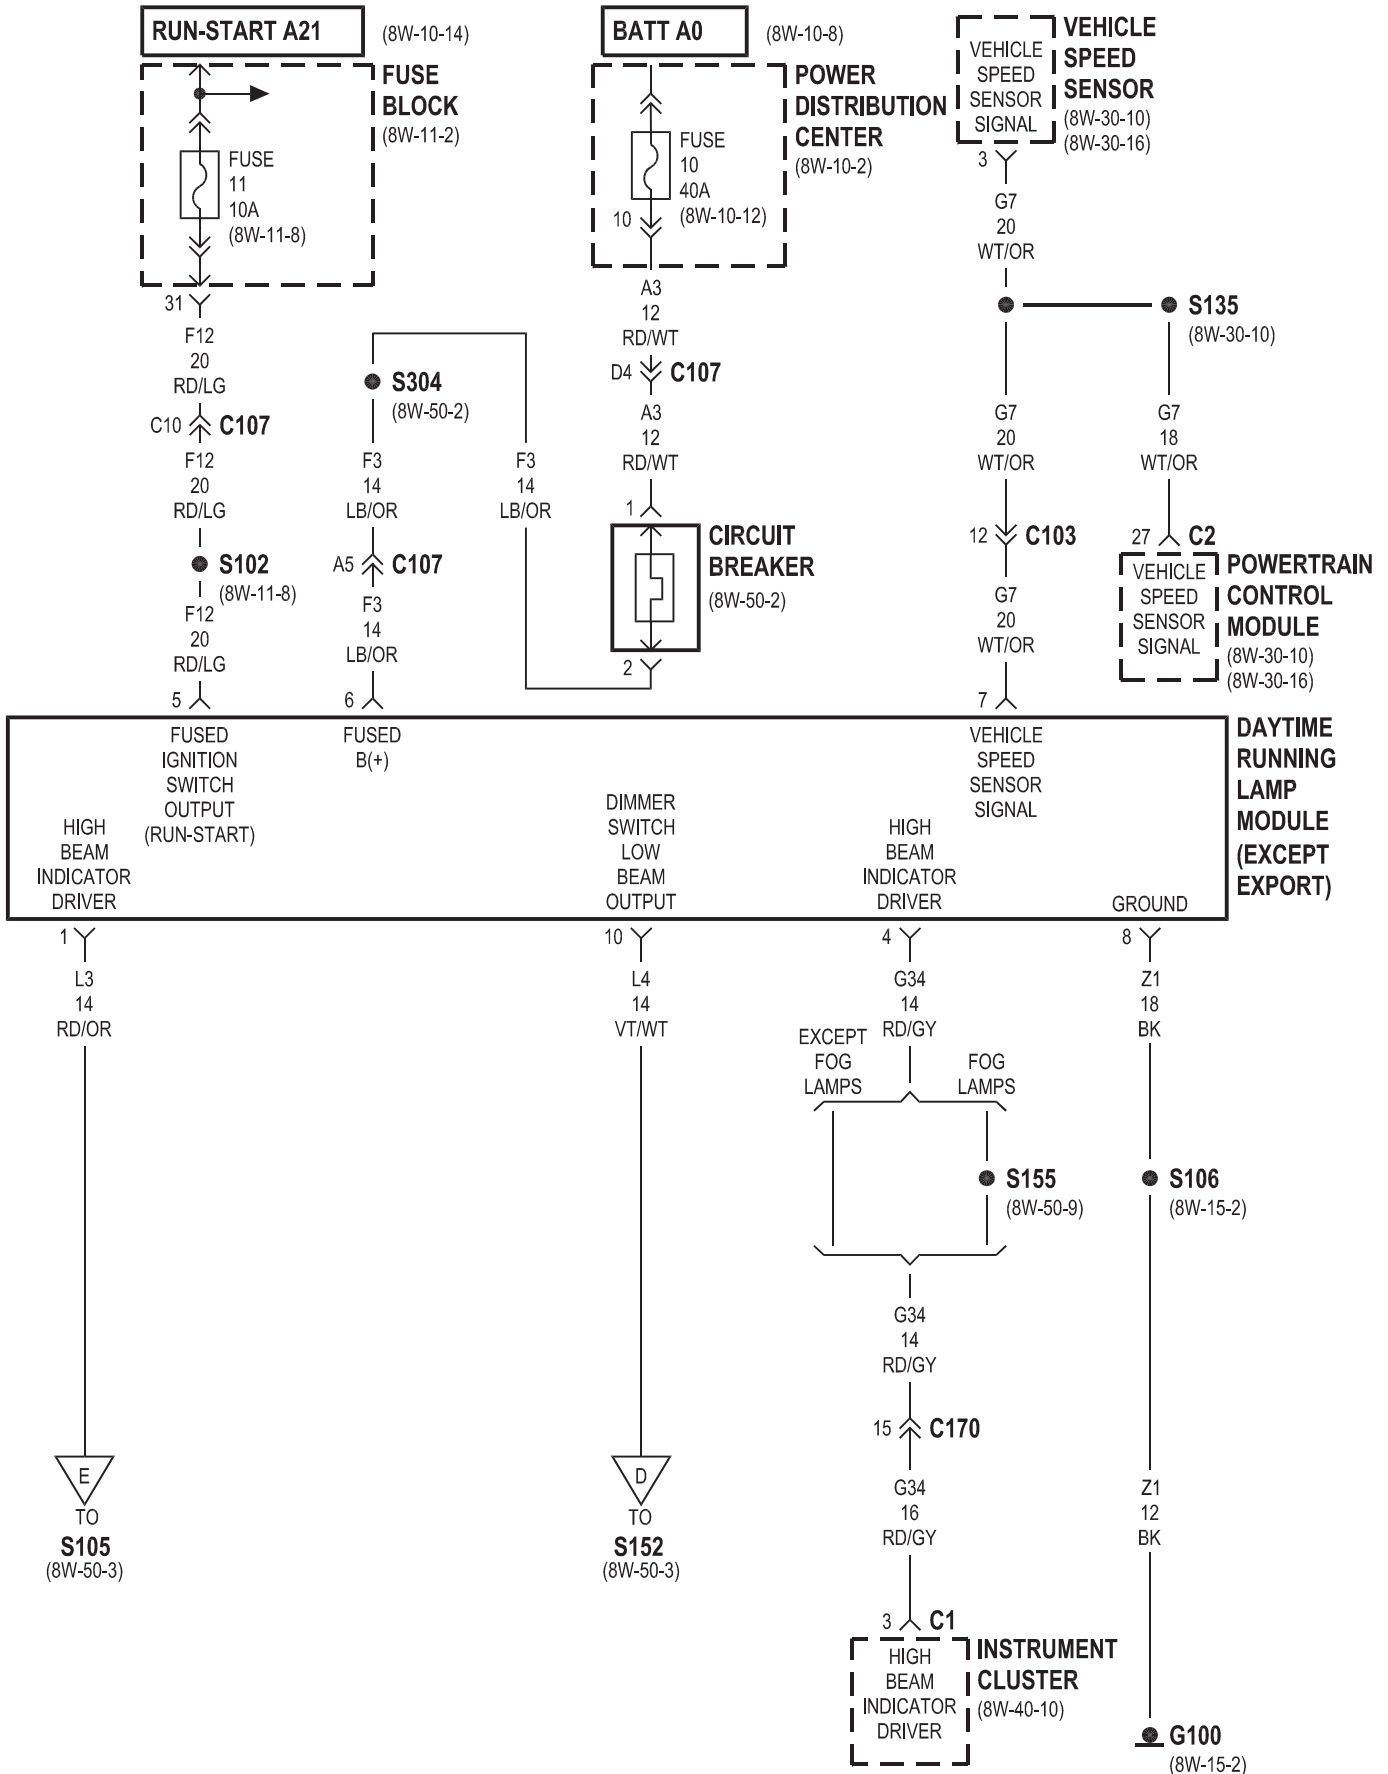 RUN-START A21
(8W-10-14)
FUSE
BLOCK
(8W-11-2)
FUSE
11
10A
(8W-11-8)
31
F12
20
RD/LG
C10
C107
F12
20
RD/LG
S102
(8W-11-8)
F12
20
RD/LG
5
S304
(8W-50-2)
F3
14
LB/OR
A5
C107
F3
14
LB/OR
6
F3
14
LB/OR
BATT A0
(8W-10-8)
POWER
DISTRIBUTION
CENTER
(8W-10-2)
FUSE
10
40A
(8W-10-12)
10
A3
12
RD/WT
D4
C107
A3
12
RD/WT
1
CIRCUIT
BREAKER
(8W-50-2)
2
VEHICLE
SPEED
SENSOR
SIGNAL
VEHICLE
SPEED
SENSOR
(8W-30-10)
(8W-30-16)
3
G7
20
WT/OR
S135
(8W-30-10)
G7
20
WT/OR
12
C103
G7
20
WT/OR
7
G7
18
WT/OR
27
C2
VEHICLE
SPEED
SENSOR
SIGNAL
POWERTRAIN
CONTROL
MODULE
(8W-30-10)
(8W-30-16)
FUSED
IGNITION
SWITCH
OUTPUT
(RUN-START)
FUSED
B(+)
VEHICLE
SPEED
SENSOR
SIGNAL
DAYTIME
RUNNING
LAMP
MODULE
(EXCEPT
EXPORT)
HIGH
BEAM
INDICATOR
DRIVER
DIMMER
SWITCH
LOW
BEAM
OUTPUT
HIGH
BEAM
INDICATOR
DRIVER
GROUND
1
L3
14
RD/OR
E
TO
S105
(8W-50-3)
10
L4
14
VT/WT
D
TO
S152
(8W-50-3)
4
G34
14
RD/GY
EXCEPT
FOG
LAMPS
FOG
LAMPS
S155
(8W-50-9)
G34
14
RD/GY
15
C170
G34
16
RD/GY
3
C1
HIGH
BEAM
INDICATOR
DRIVER
INSTRUMENT
CLUSTER
(8W-40-10)
8
Z1
18
BK
S106
(8W-15-2)
Z1
12
BK
G100
(8W-15-2)